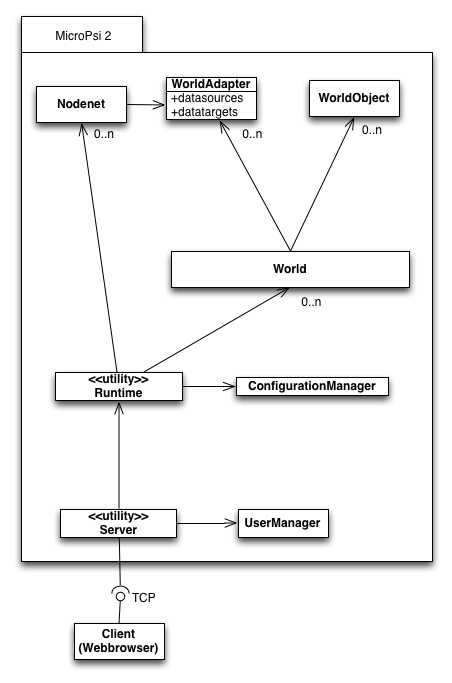 MicroPsi 2
Nodenet
WorldAdapter
+datasources
+datatargets
WorldObject
0..n
0..n
0..n
World
0..n
<<utility>>
Runtime
ConfigurationManager
<<utility>>
Server
UserManager
TCP
Client
(Webbrowser)